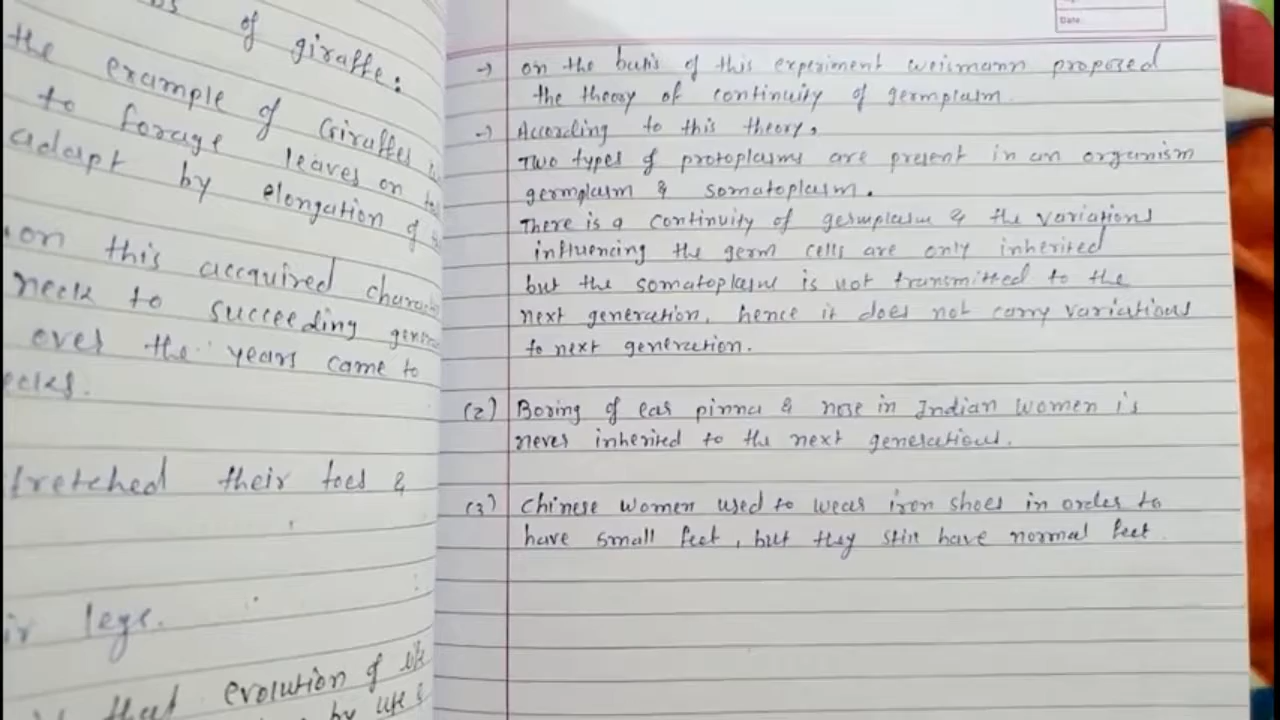 of giraffe:
the example of Giraffes
to forage leaves on
adapt by elongation of
on this accquired
neck to succeeding
over the years came to
stretched their toes &
legs.
that evolution of
by use &
Date:
→ on the basis of this experiment weismann proposed
the theory of continuity of germplasm.
→ According to this theory,
Two types of protoplasms are present in an organism
germplasm & somatoplasm.
There is a continuity of germplasm & the variations
influencing the germ cells are only inherited
but the somatoplasm is not transmitted to the
next generation, hence it does not carry variations
to next generation.
(2) Boring of ear pinna & nose in Indian women is
never inherited to the next generations.
(3) Chinese women used to wear iron shoes in order to
have small feet, but they still have normal feet.